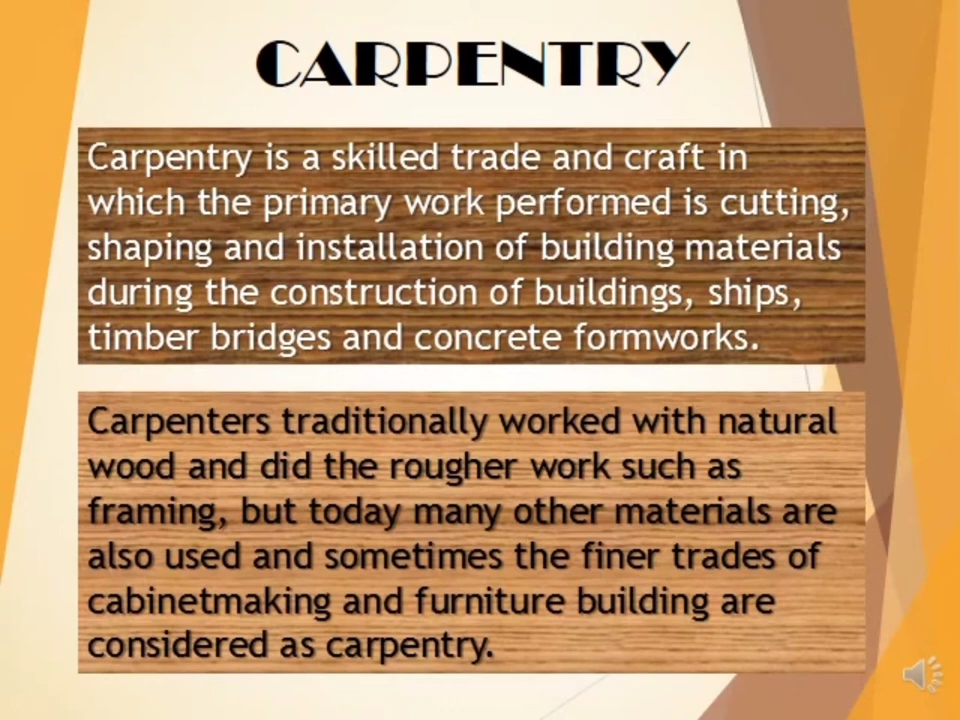 CARPENTRY
Carpentry is a skilled trade and craft in
which the primary work performed is cutting,
shaping and installation of building materials
during the construction of buildings, ships,
timber bridges and concrete formworks.
Carpenters traditionally worked with natural
wood and did the rougher work such as
framing, but today many other materials are
also used and sometimes the finer trades of
cabinetmaking and furniture building are
considered as carpentry.